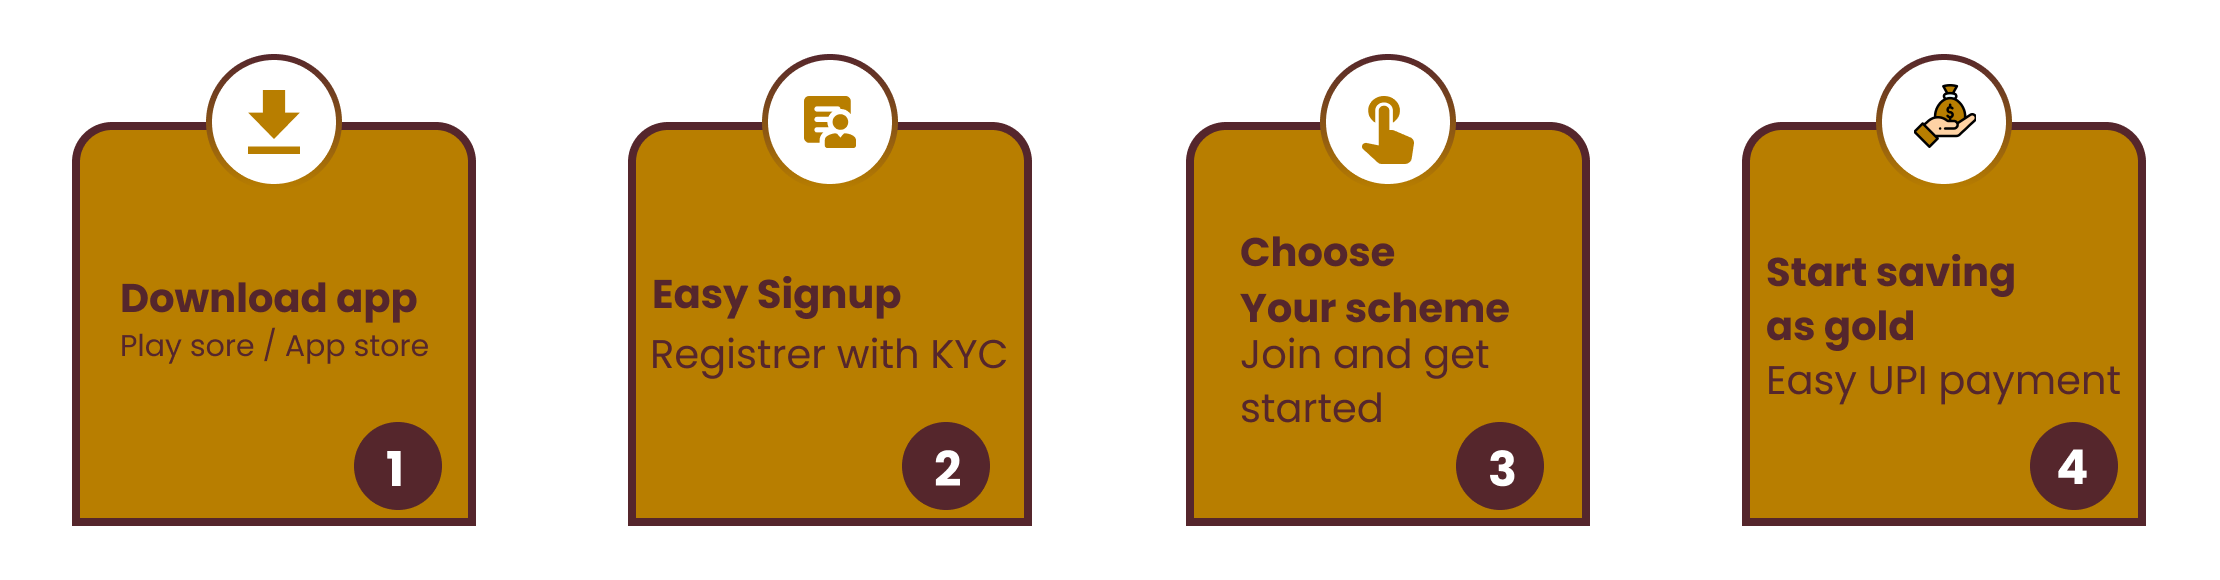 Download app
Play sore / App store
1
Easy Signup
Registrer with KYC
2
Choose
Your scheme
Join and get
started
3
Start saving
as gold
Easy UPI payment
4